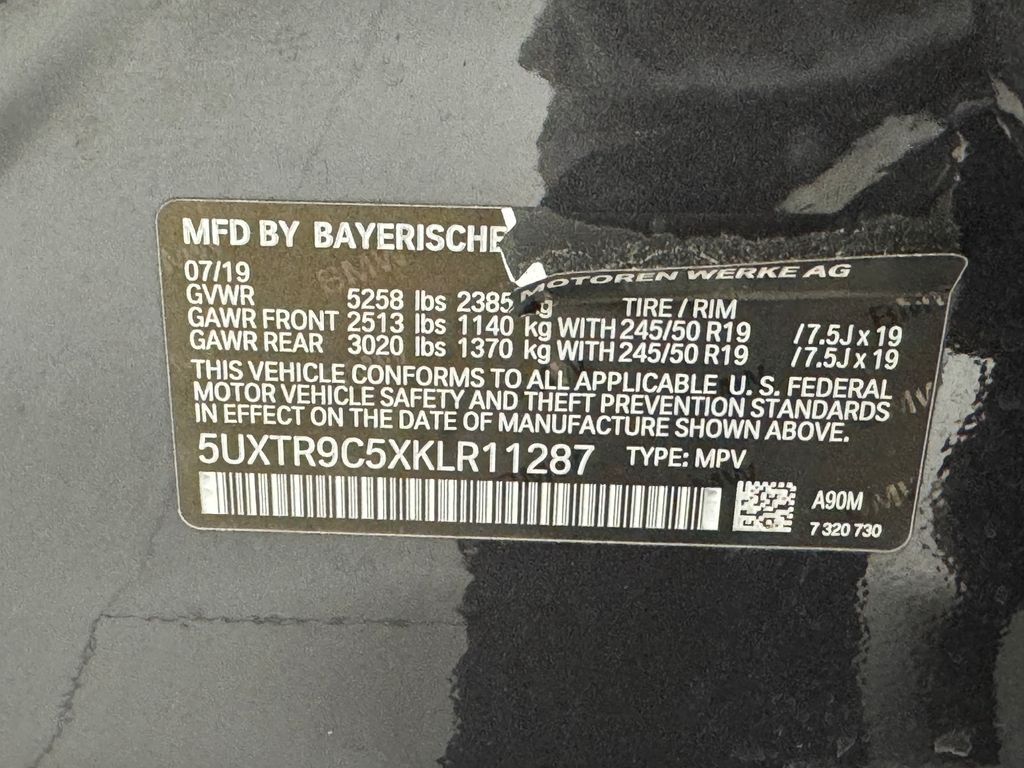 MFD BY BAYERISCHE MOTOREN WERKE AG
07/19
GVWR 5258 lbs 2385 kg TIRE / RIM
GAWR FRONT 2513 lbs 1140 kg WITH 245/50 R19 /7.5J x 19
GAWR REAR 3020 lbs 1370 kg WITH 245/50 R19 /7.5J x 19
THIS VEHICLE CONFORMS TO ALL APPLICABLE U. S. FEDERAL
MOTOR VEHICLE SAFETY AND THEFT PREVENTION STANDARDS
IN EFFECT ON THE DATE OF MANUFACTURE SHOWN ABOVE.
5UXTR9C5XKLR11287 TYPE: MPV
A90M
7 320 730